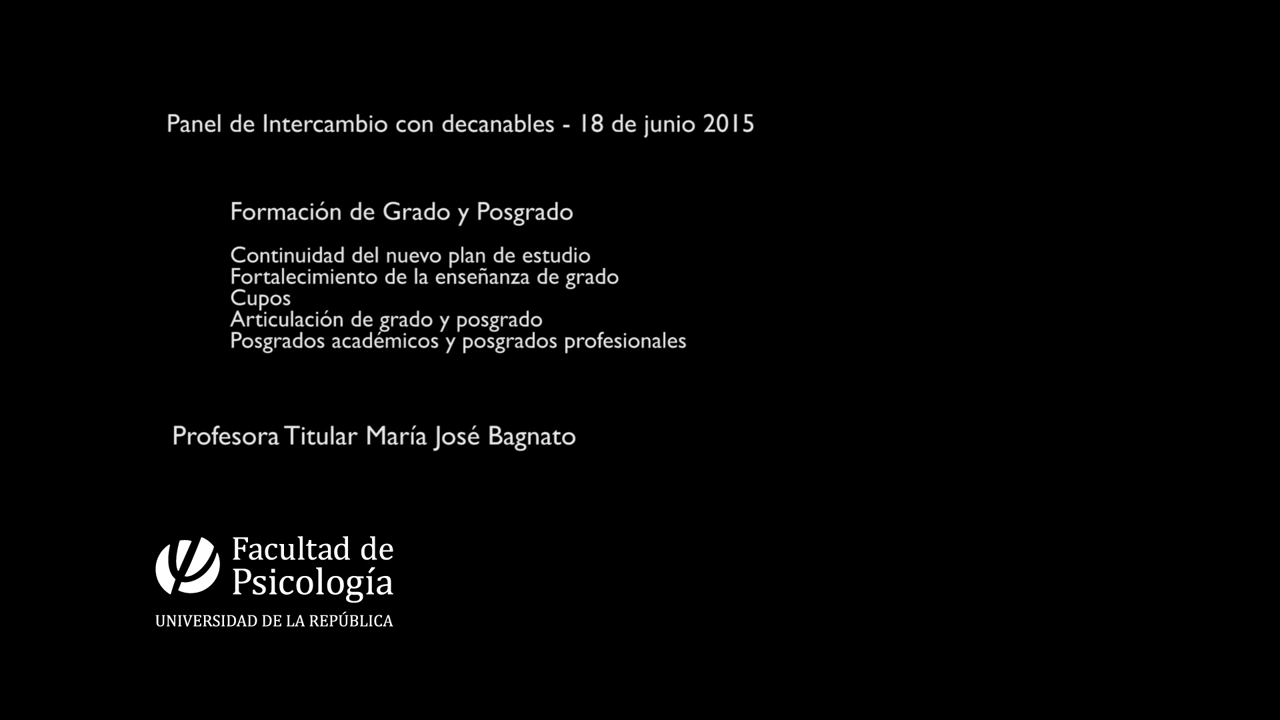 Panel de Intercambio con decanables - 18 de junio 2015
Formación de Grado y Posgrado
Continuidad del nuevo plan de estudio
Fortalecimiento de la enseñanza de grado
Cupos
Articulación de grado y posgrado
Posgrados académicos y posgrados profesionales
Profesora Titular María José Bagnato
Facultad de
Psicología
UNIVERSIDAD DE LA REPÚBLICA